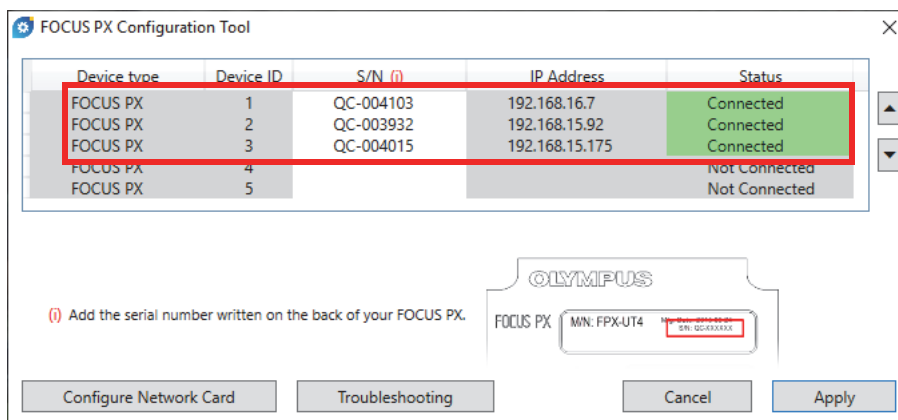 FOCUS PX Configuration Tool
Device type Device ID S/N (i) IP Address Status
FOCUS PX 1 QC-004103 192.168.16.7 Connected
FOCUS PX 2 QC-003932 192.168.15.92 Connected
FOCUS PX 3 QC-004015 192.168.15.175 Connected
FOCUS PX 4 Not Connected
FOCUS PX 5 Not Connected
OLYMPUS
(i) Add the serial number written on the back of your FOCUS PX.
FOCUS PX M/N: FPX-UT4
S/N: QC-XXXXXX
Configure Network Card Troubleshooting Cancel Apply